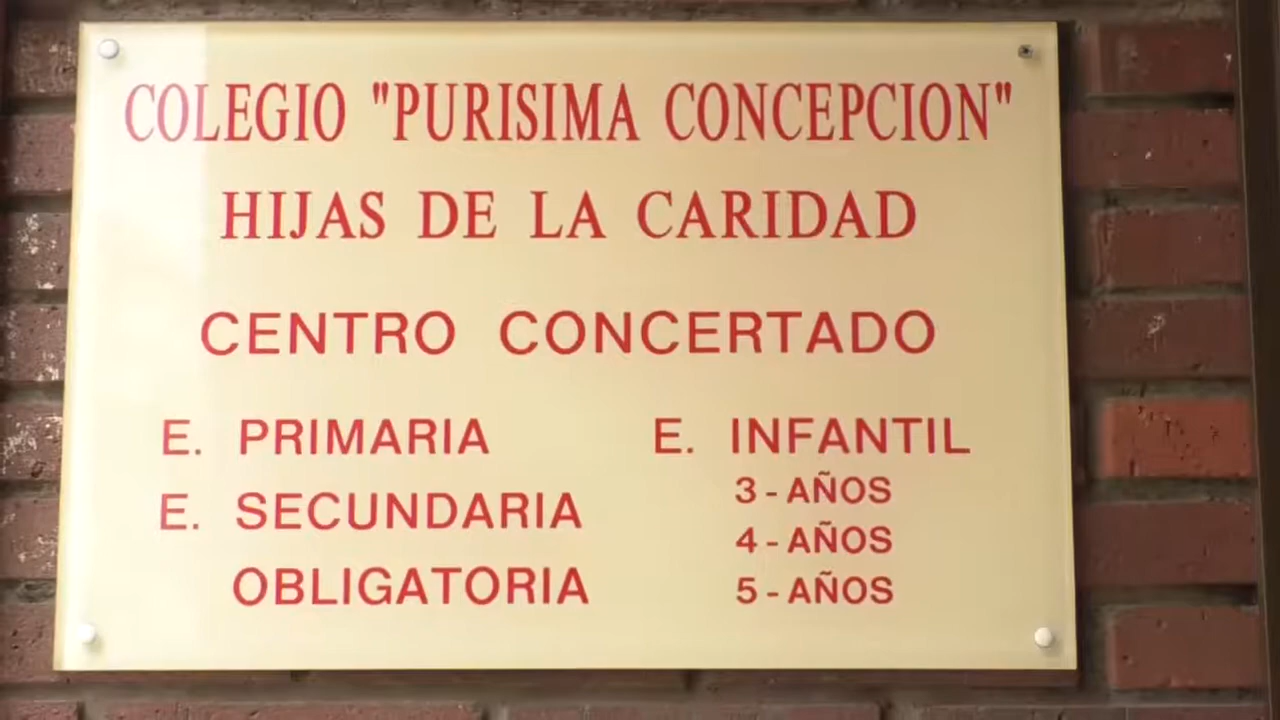 COLEGIO "PURISIMA CONCEPCION"
HIJAS DE LA CARIDAD
CENTRO CONCERTADO
E. PRIMARIA
E. SECUNDARIA
OBLIGATORIA
E. INFANTIL
3 - AÑOS
4 - AÑOS
5 - AÑOS